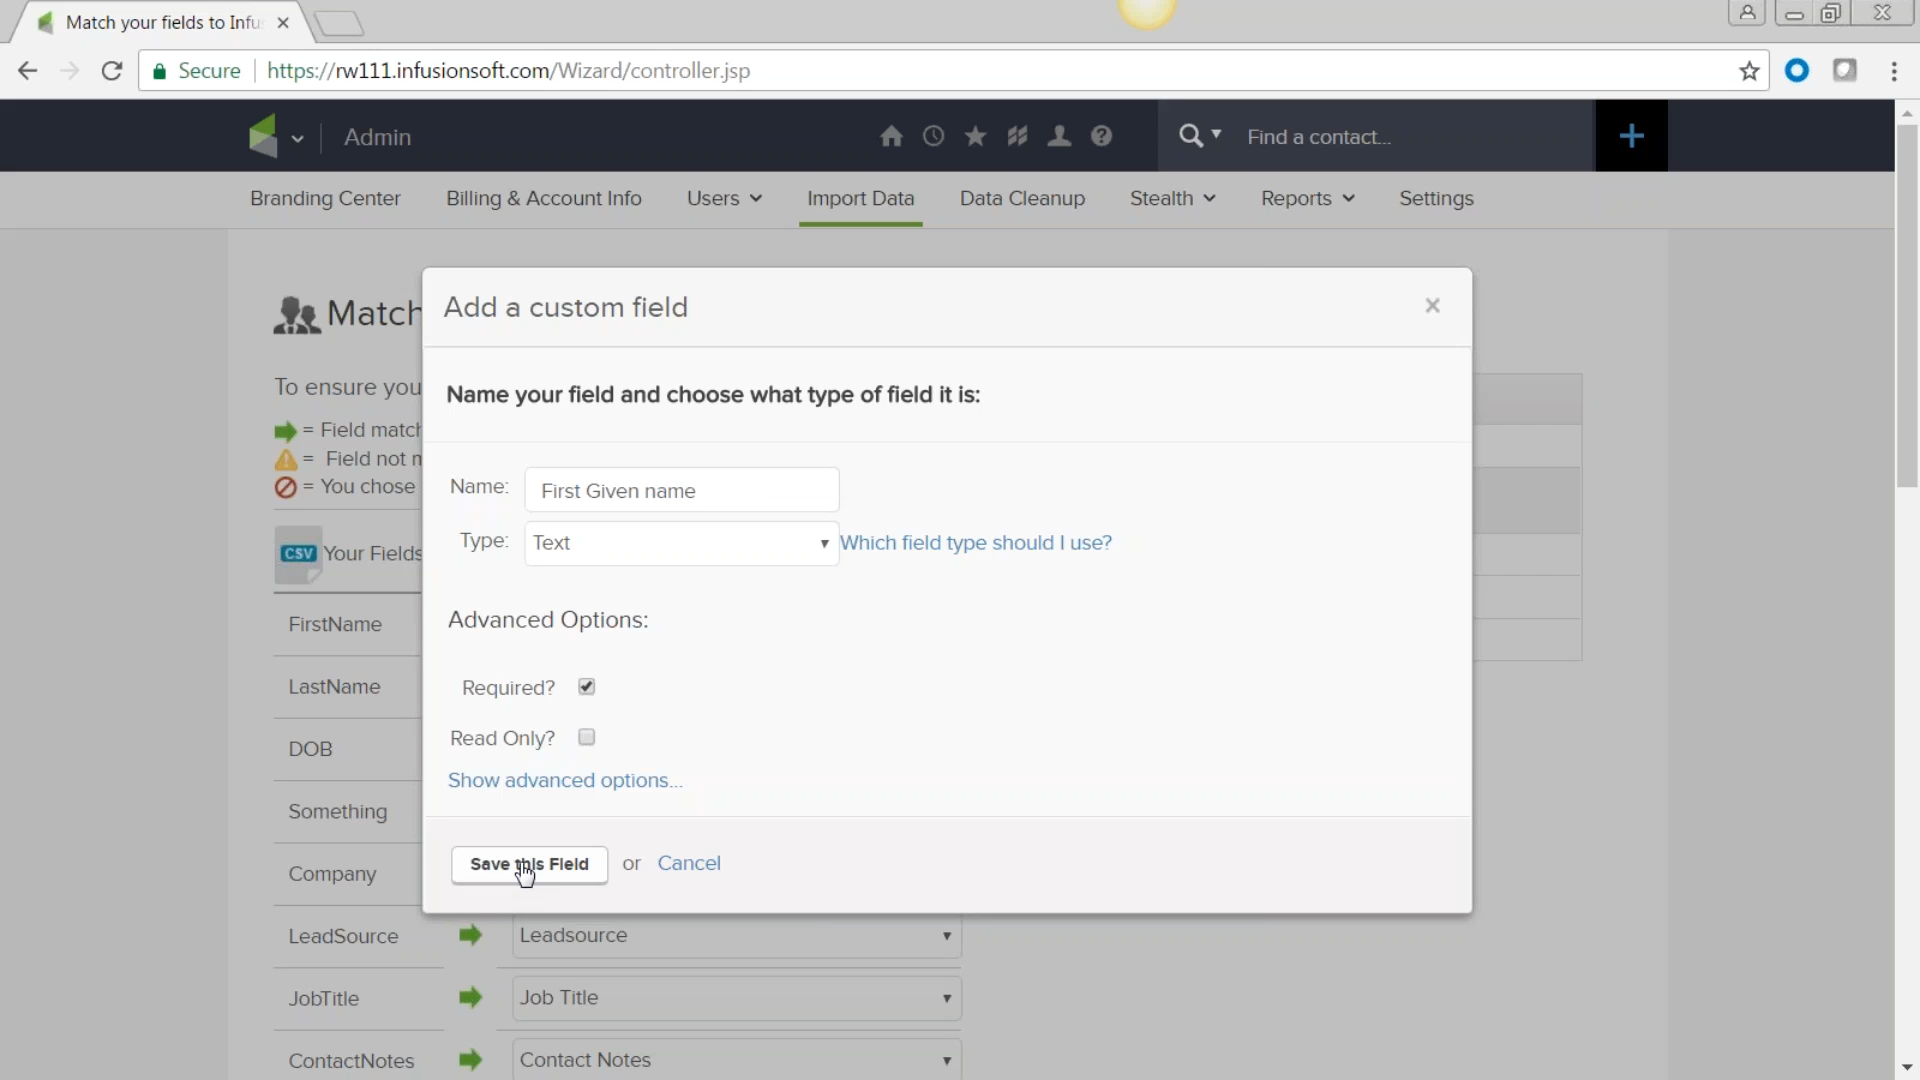 Match your fields to Infu
Secure
https://rw111.infusionsoft.com/Wizard/controller.jsp
Admin
Find a contact...
Branding Center
Billing & Account Info
Users
Import Data
Data Cleanup
Stealth
Reports
Settings
Match
Add a custom field
To ensure you
Name your field and choose what type of field it is:
= Field match
= Field not m
= You chose
Name:
First Given name
Type:
Text
Which field type should I use?
CSV
Your Fields
Advanced Options:
FirstName
LastName
Required?
Read Only?
DOB
Show advanced options...
Something
Save this Field
or
Cancel
Company
LeadSource
Leadsource
JobTitle
Job Title
ContactNotes
Contact Notes